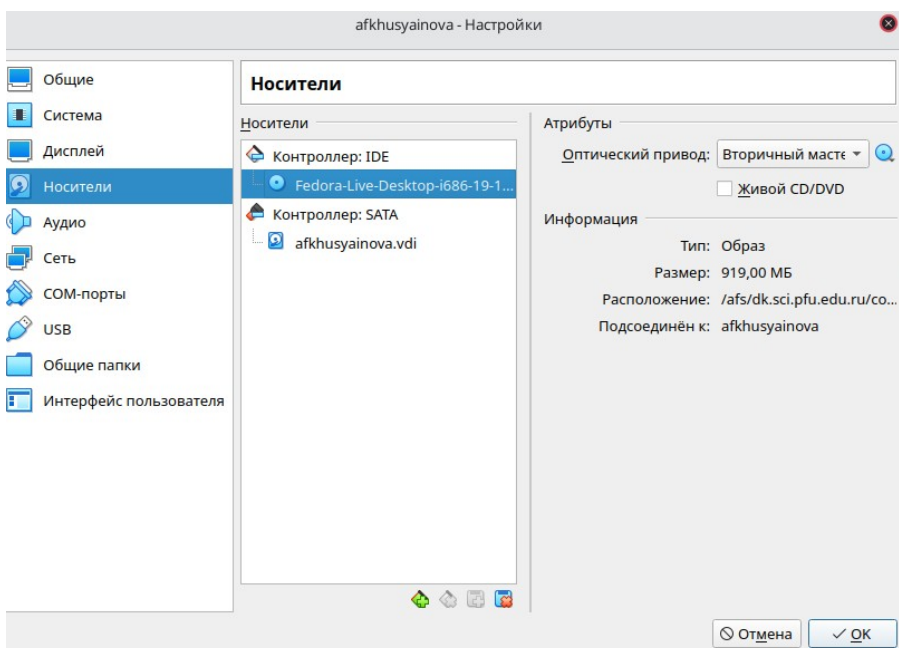 afkhusyainova - Настройки
Общие
Система
Дисплей
Носители
Аудио
Сеть
COM-порты
USB
Общие папки
Интерфейс пользователя
Носители
Носители
Контроллер: IDE
Fedora-Live-Desktop-i686-19-1...
Контроллер: SATA
afkhusyainova.vdi
Атрибуты
Оптический привод: Вторичный масте
Живой CD/DVD
Информация
Тип: Образ
Размер: 919,00 МБ
Расположение: /afs/dk.sci.pfu.edu.ru/co...
Подсоединён к: afkhusyainova
Отмена
OK